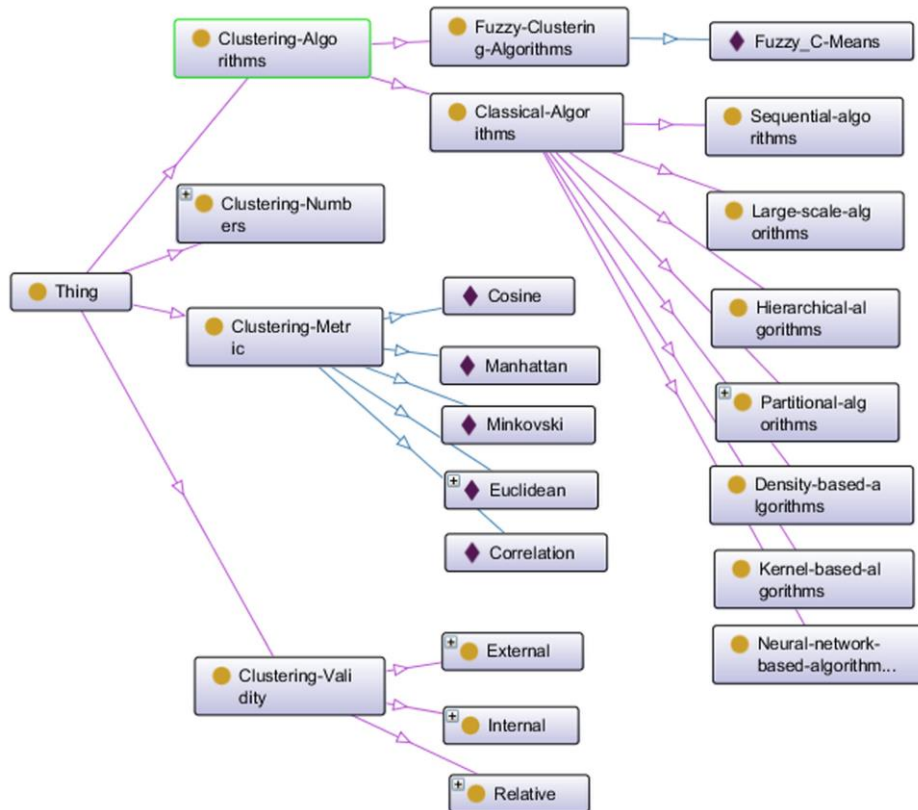 Clustering-Algo
rithms
Fuzzy-Clusterin
g-Algorithms
Fuzzy_C-Means
Classical-Algor
ithms
Sequential-algo
rithms
Large-scale-alg
orithms
Hierarchical-al
gorithms
Partitional-alg
orithms
Density-based-a
lgorithms
Kernel-based-al
gorithms
Neural-network-
based-algorithm...
Clustering-Numb
ers
Thing
Clustering-Metr
ic
Cosine
Manhattan
Minkovski
Euclidean
Correlation
Clustering-Vali
dity
External
Internal
Relative